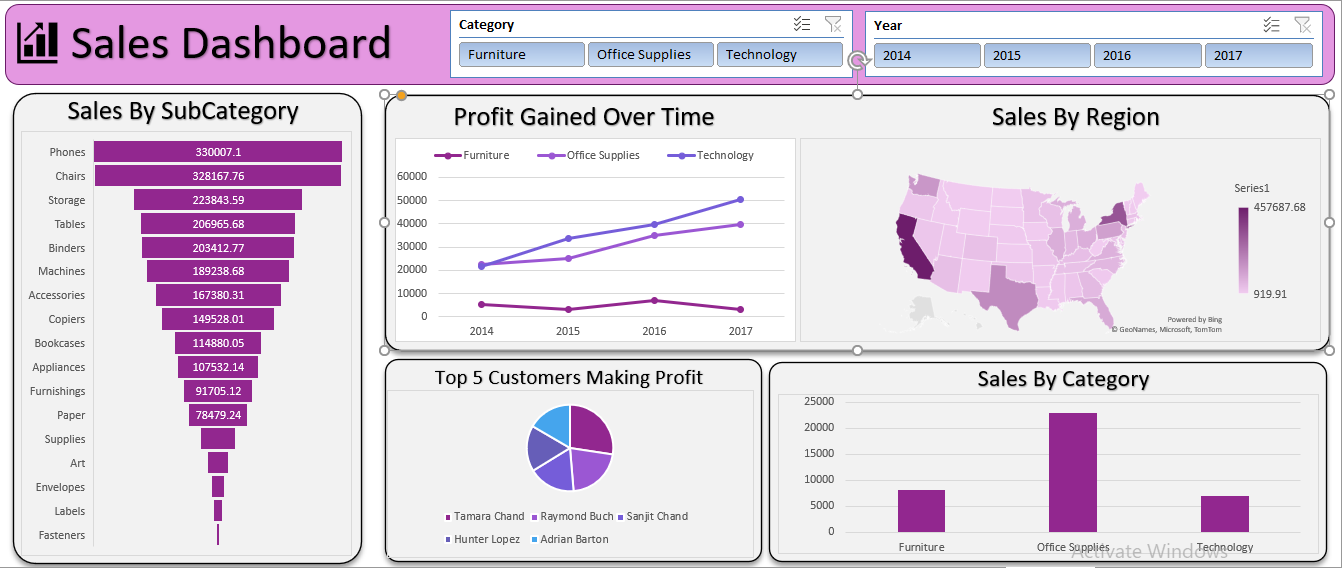 Sales Dashboard
Category
Furniture
Office Supplies
Technology
Year
2014
2015
2016
2017
Sales By SubCategory
Phones 330007.1
Chairs 328167.76
Storage 223843.59
Tables 206965.68
Binders 203412.77
Machines 189238.68
Accessories 167380.31
Copiers 149528.01
Bookcases 114880.05
Appliances 107532.14
Furnishings 91705.12
Paper 78479.24
Supplies
Art
Envelopes
Labels
Fasteners
Profit Gained Over Time
Furniture Office Supplies Technology
60000
50000
40000
30000
20000
10000
0
2014 2015 2016 2017
Sales By Region
Series1
457687.68
919.91
Powered by Bing
© GeoNames, Microsoft, TomTom
Top 5 Customers Making Profit
Tamara Chand Raymond Buch Sanjit Chand
Hunter Lopez Adrian Barton
Sales By Category
25000
20000
15000
10000
5000
0
Furniture Office Supplies Technology
Activate Windows